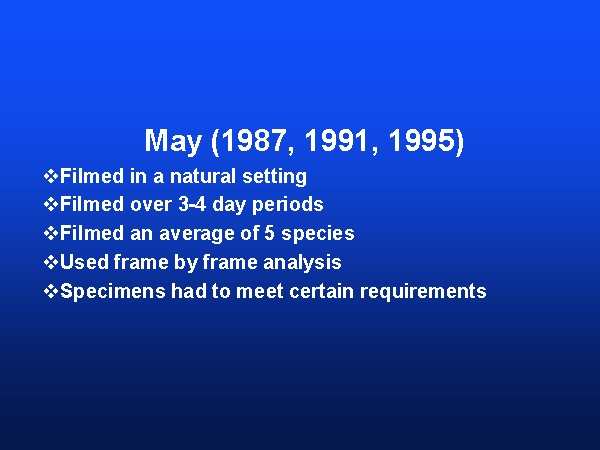 May (1987, 1991, 1995)
❖Filmed in a natural setting
❖Filmed over 3-4 day periods
❖Filmed an average of 5 species
❖Used frame by frame analysis
❖Specimens had to meet certain requirements